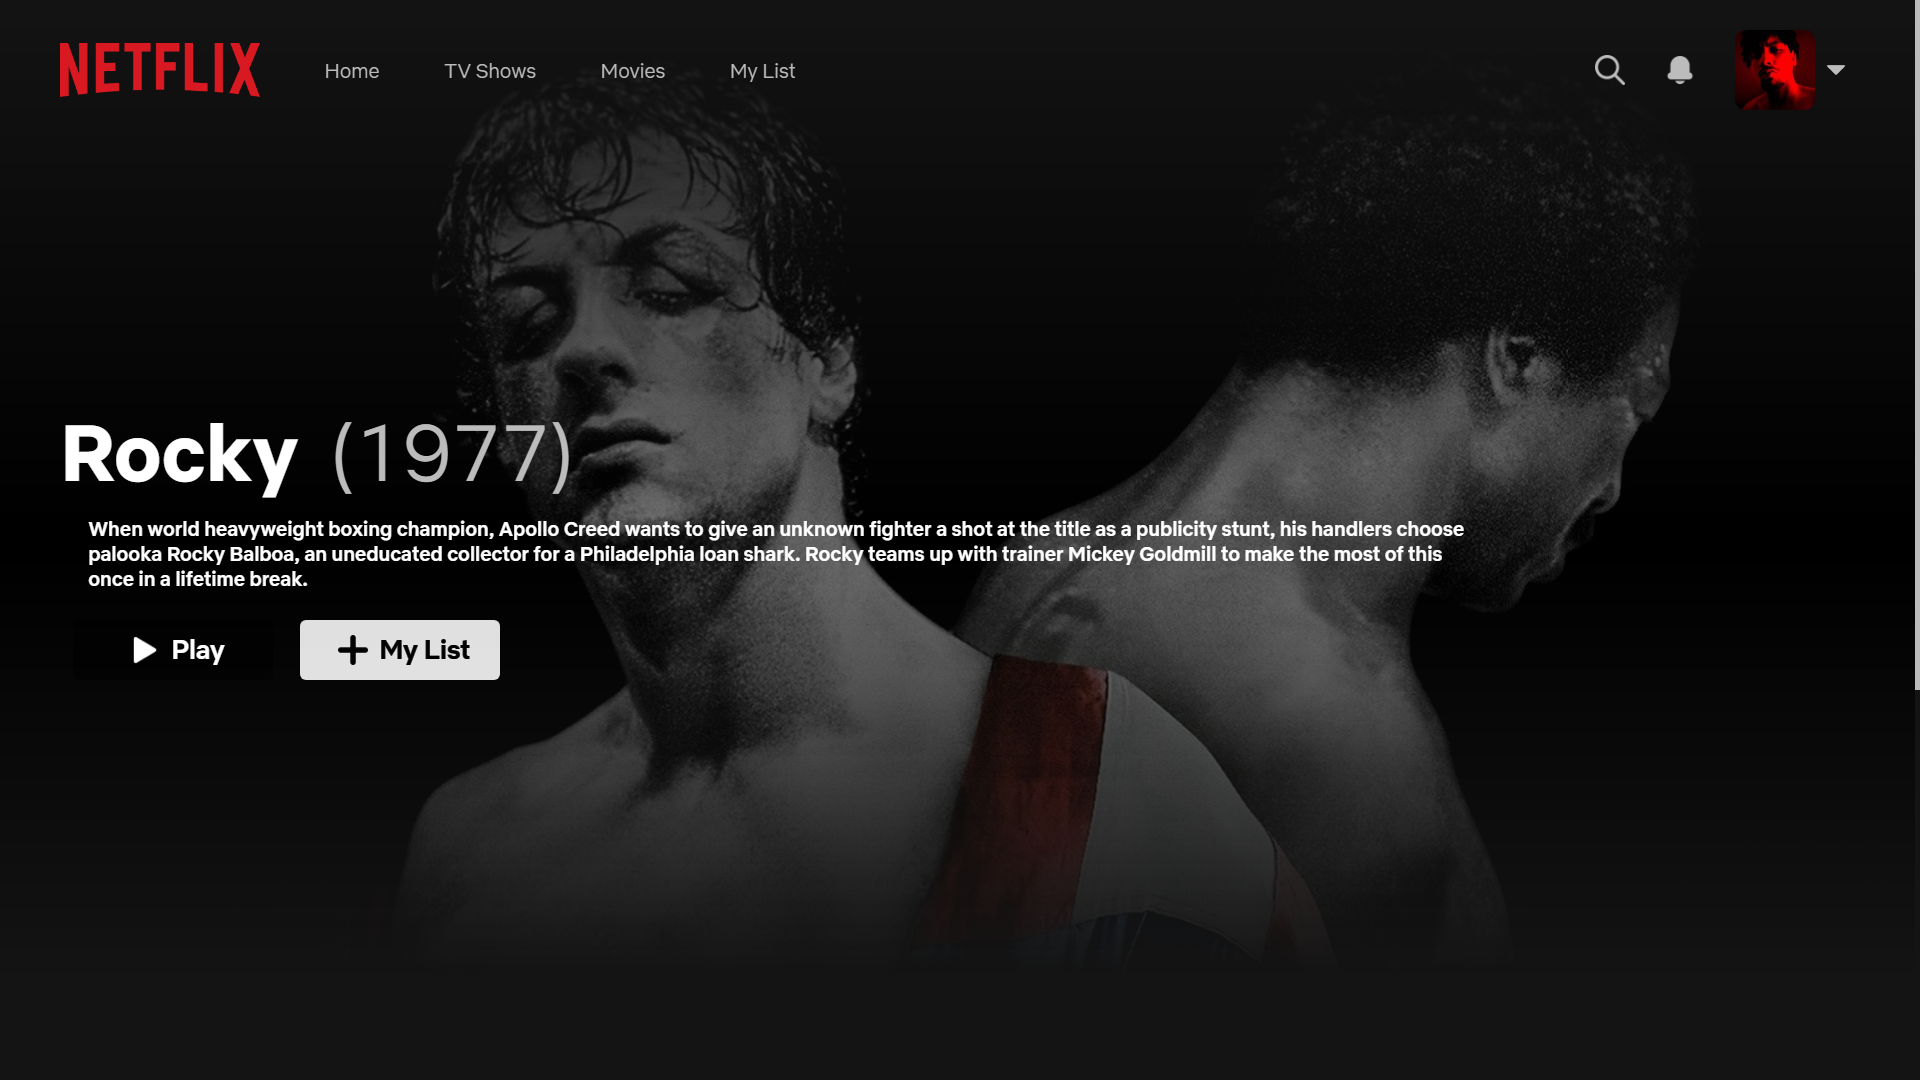 NETFLIX
Home
TV Shows
Movies
My List
Rocky (1977)
When world heavyweight boxing champion, Apollo Creed wants to give an unknown fighter a shot at the title as a publicity stunt, his handlers choose
palooka Rocky Balboa, an uneducated collector for a Philadelphia loan shark. Rocky teams up with trainer Mickey Goldmill to make the most of this
once in a lifetime break.
Play
My List